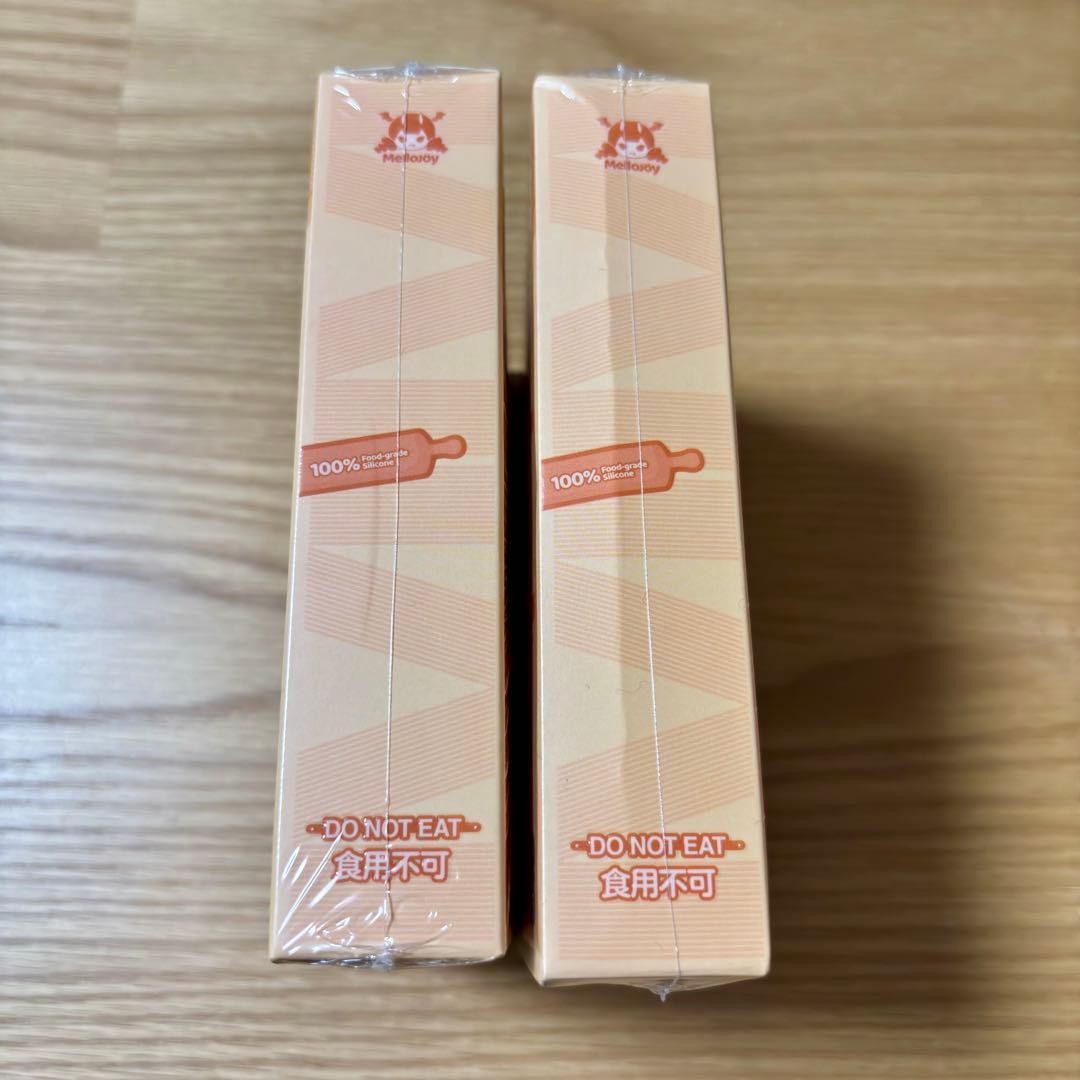 MelloJoy
100% Food-grade
Silicone
DO NOT EAT
食用不可
MelloJoy
100% Food-grade
Silicone
DO NOT EAT
食用不可